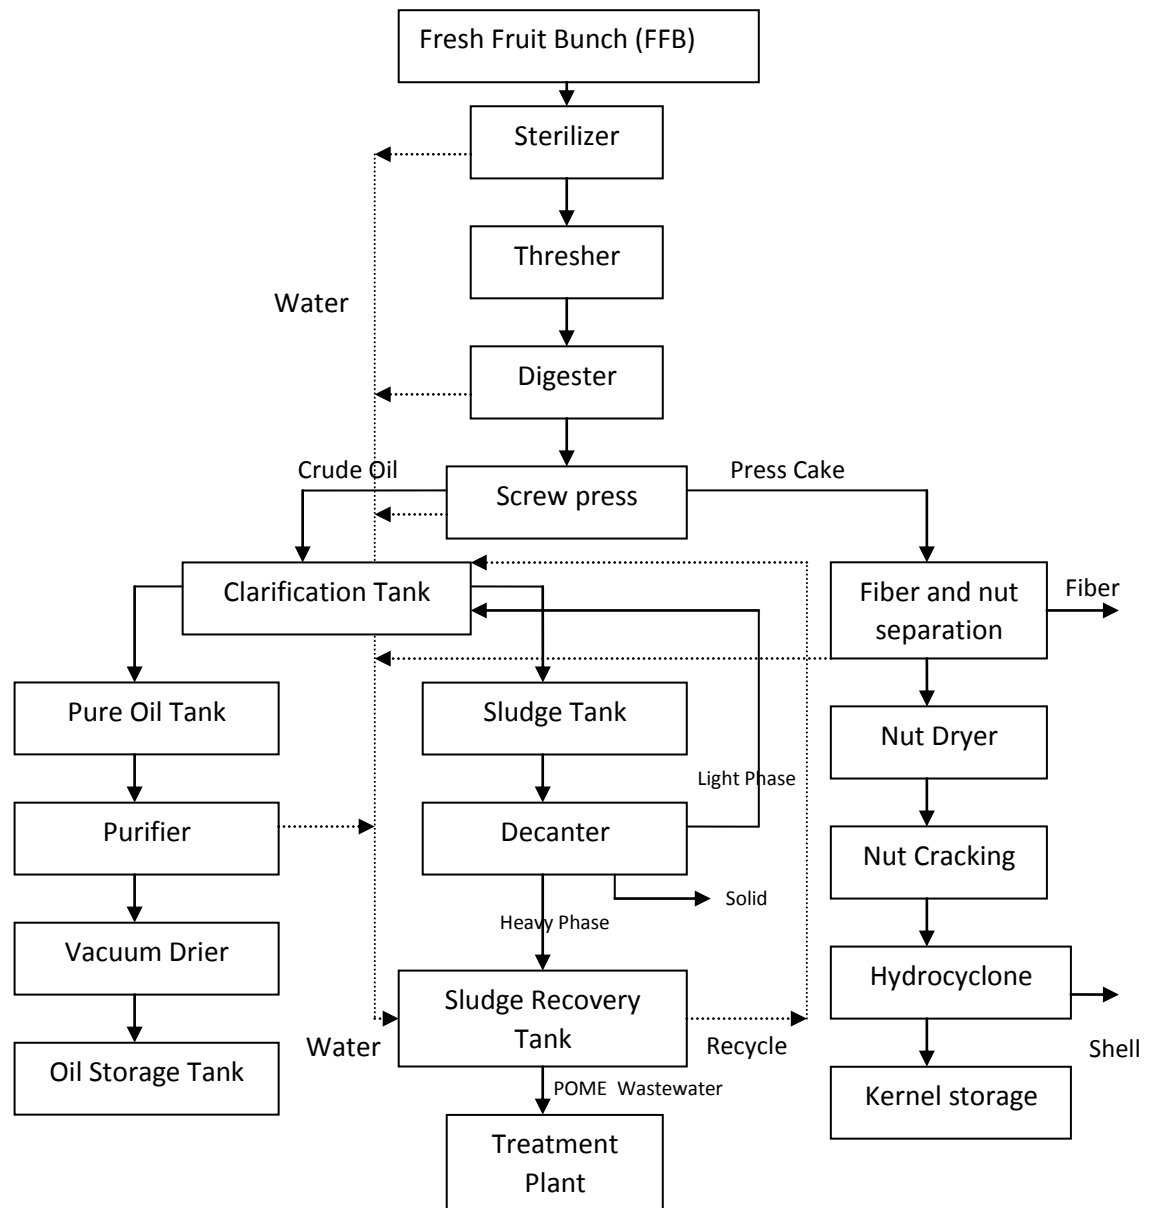 Fresh Fruit Bunch (FFB)
Sterilizer
Thresher
Water
Digester
Crude Oil
Press Cake
Screw press
Clarification Tank
Fiber and nut
separation
Fiber
Pure Oil Tank
Sludge Tank
Nut Dryer
Light Phase
Purifier
Decanter
Nut Cracking
Solid
Heavy Phase
Vacuum Drier
Hydrocyclone
Sludge Recovery
Tank
Water
Recycle
Shell
Oil Storage Tank
POME Wastewater
Kernel storage
Treatment
Plant